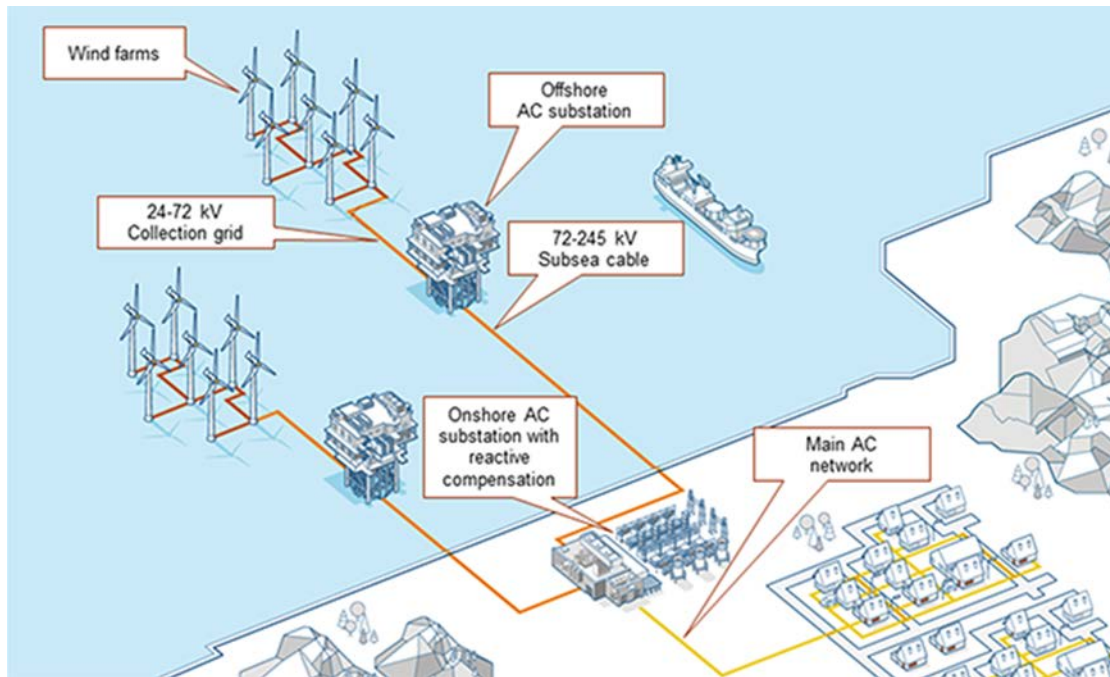 Wind farms
Offshore
AC substation
24-72 kV
Collection grid
72-245 kV
Subsea cable
Onshore AC
substation with
reactive
compensation
Main AC
network